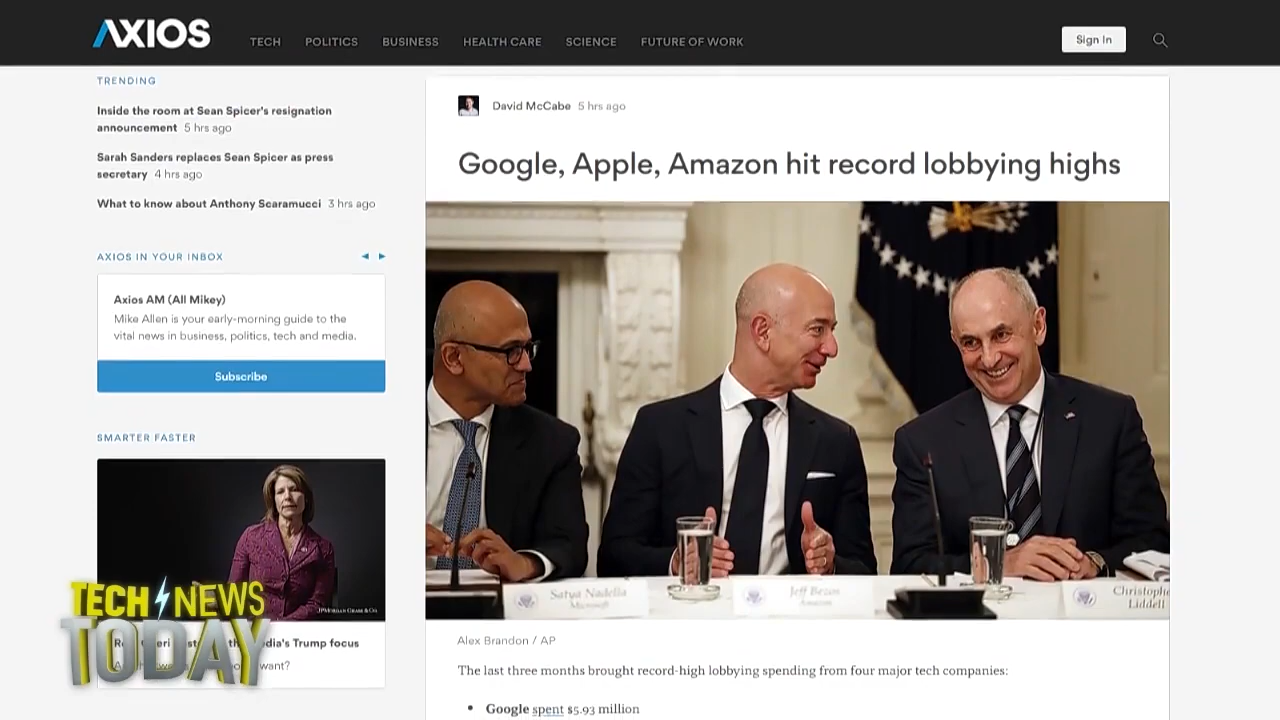 AXIOS
TECH POLITICS BUSINESS HEALTH CARE SCIENCE FUTURE OF WORK
Sign In
TRENDING
Inside the room at Sean Spicer's resignation
announcement 5 hrs ago
Sarah Sanders replaces Sean Spicer as press
secretary 4 hrs ago
What to know about Anthony Scaramucci 3 hrs ago
AXIOS IN YOUR INBOX
Axios AM (All Mikey)
Mike Allen is your early-morning guide to the
vital news in business, politics, tech and media.
Subscribe
SMARTER FASTER
JPMORGAN CHASE & CO.
dia's Trump focus
want?
TECH NEWS
TODAY
David McCabe 5 hrs ago
Google, Apple, Amazon hit record lobbying highs
Satya Nadella
Microsoft
Jeff Bezos
Amazon
Christophe
Liddell
Alex Brandon / AP
The last three months brought record-high lobbying spending from four major tech companies:
• Google spent $5.93 million